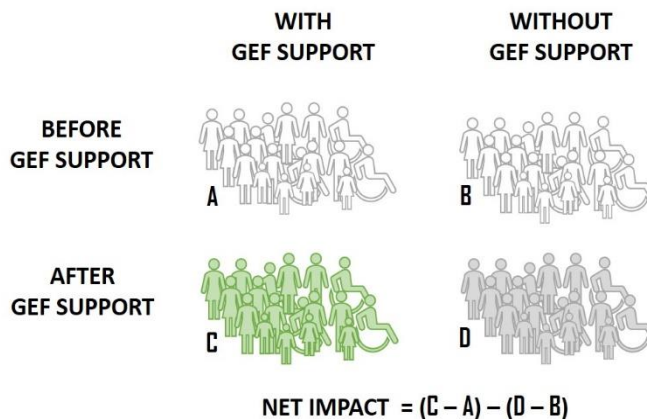 WITH
GEF SUPPORT
WITHOUT
GEF SUPPORT
BEFORE
GEF SUPPORT
A
B
AFTER
GEF SUPPORT
C
D
NET IMPACT = (C – A) – (D – B)